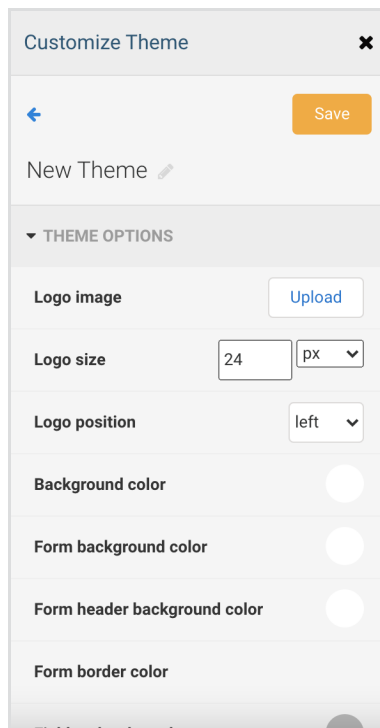 Customize Theme
Save
New Theme
THEME OPTIONS
Logo image
Upload
Logo size
24
px
Logo position
left
Background color
Form background color
Form header background color
Form border color